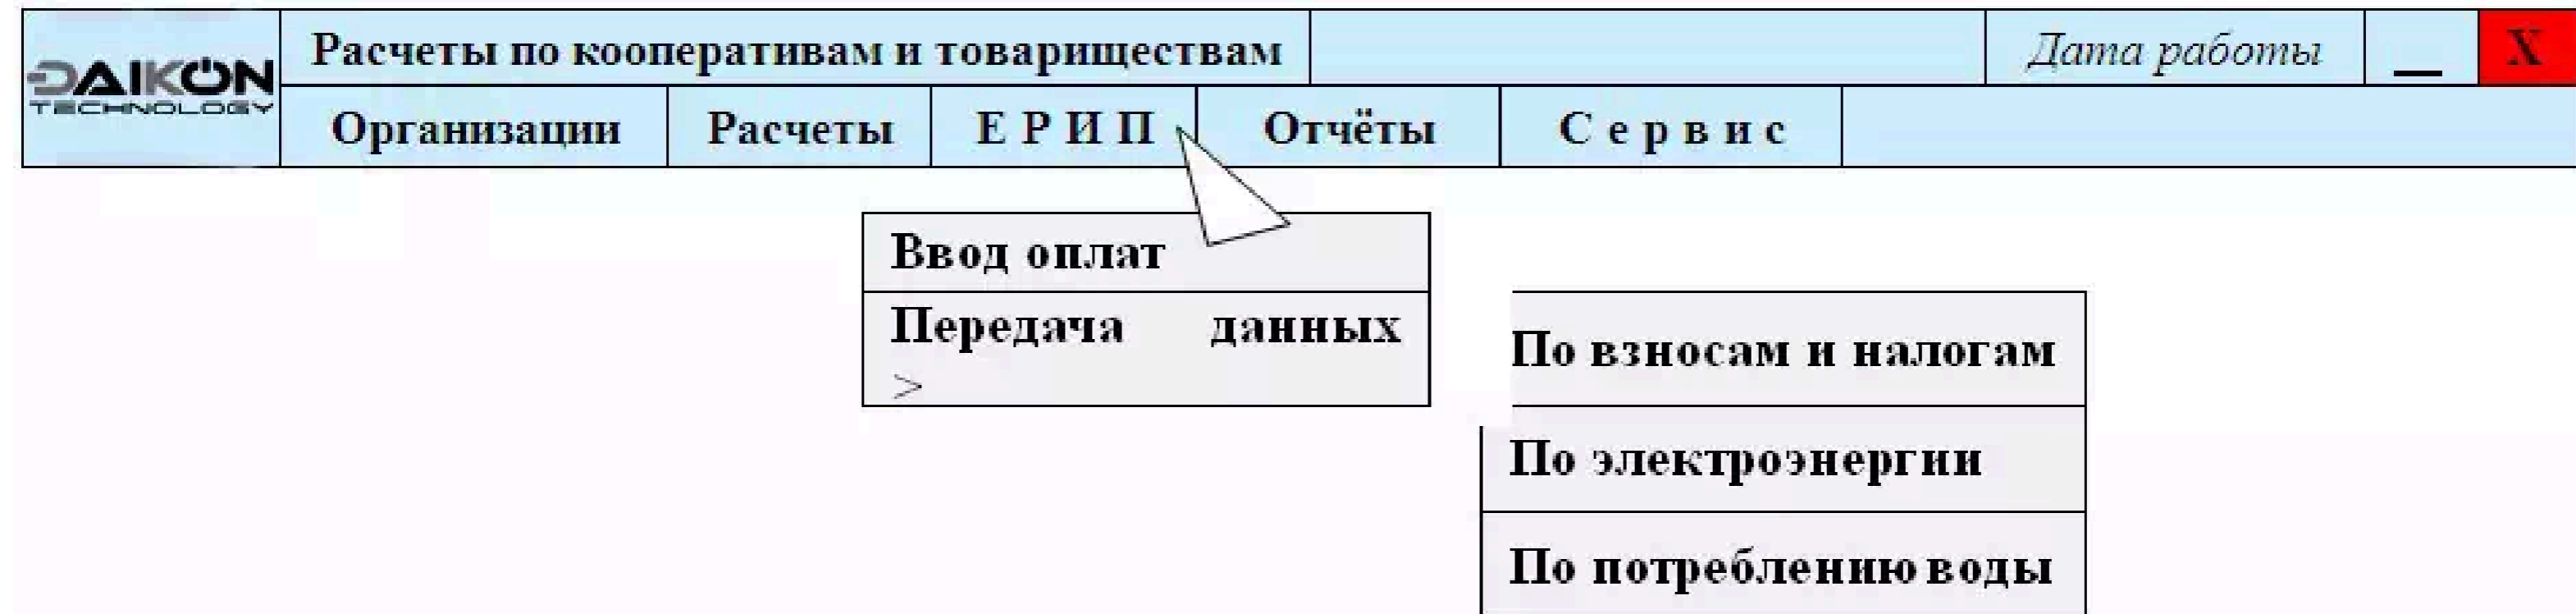 DAIKON
TECHNOLOGY
Расчеты по кооперативам и товариществам
Дата работы
__
X
Организации
Расчеты
Е Р И П
Отчёты
С е р в и с
Ввод оплат
Передача данных
>
По взносам и налогам
По электроэнергии
По потреблению воды